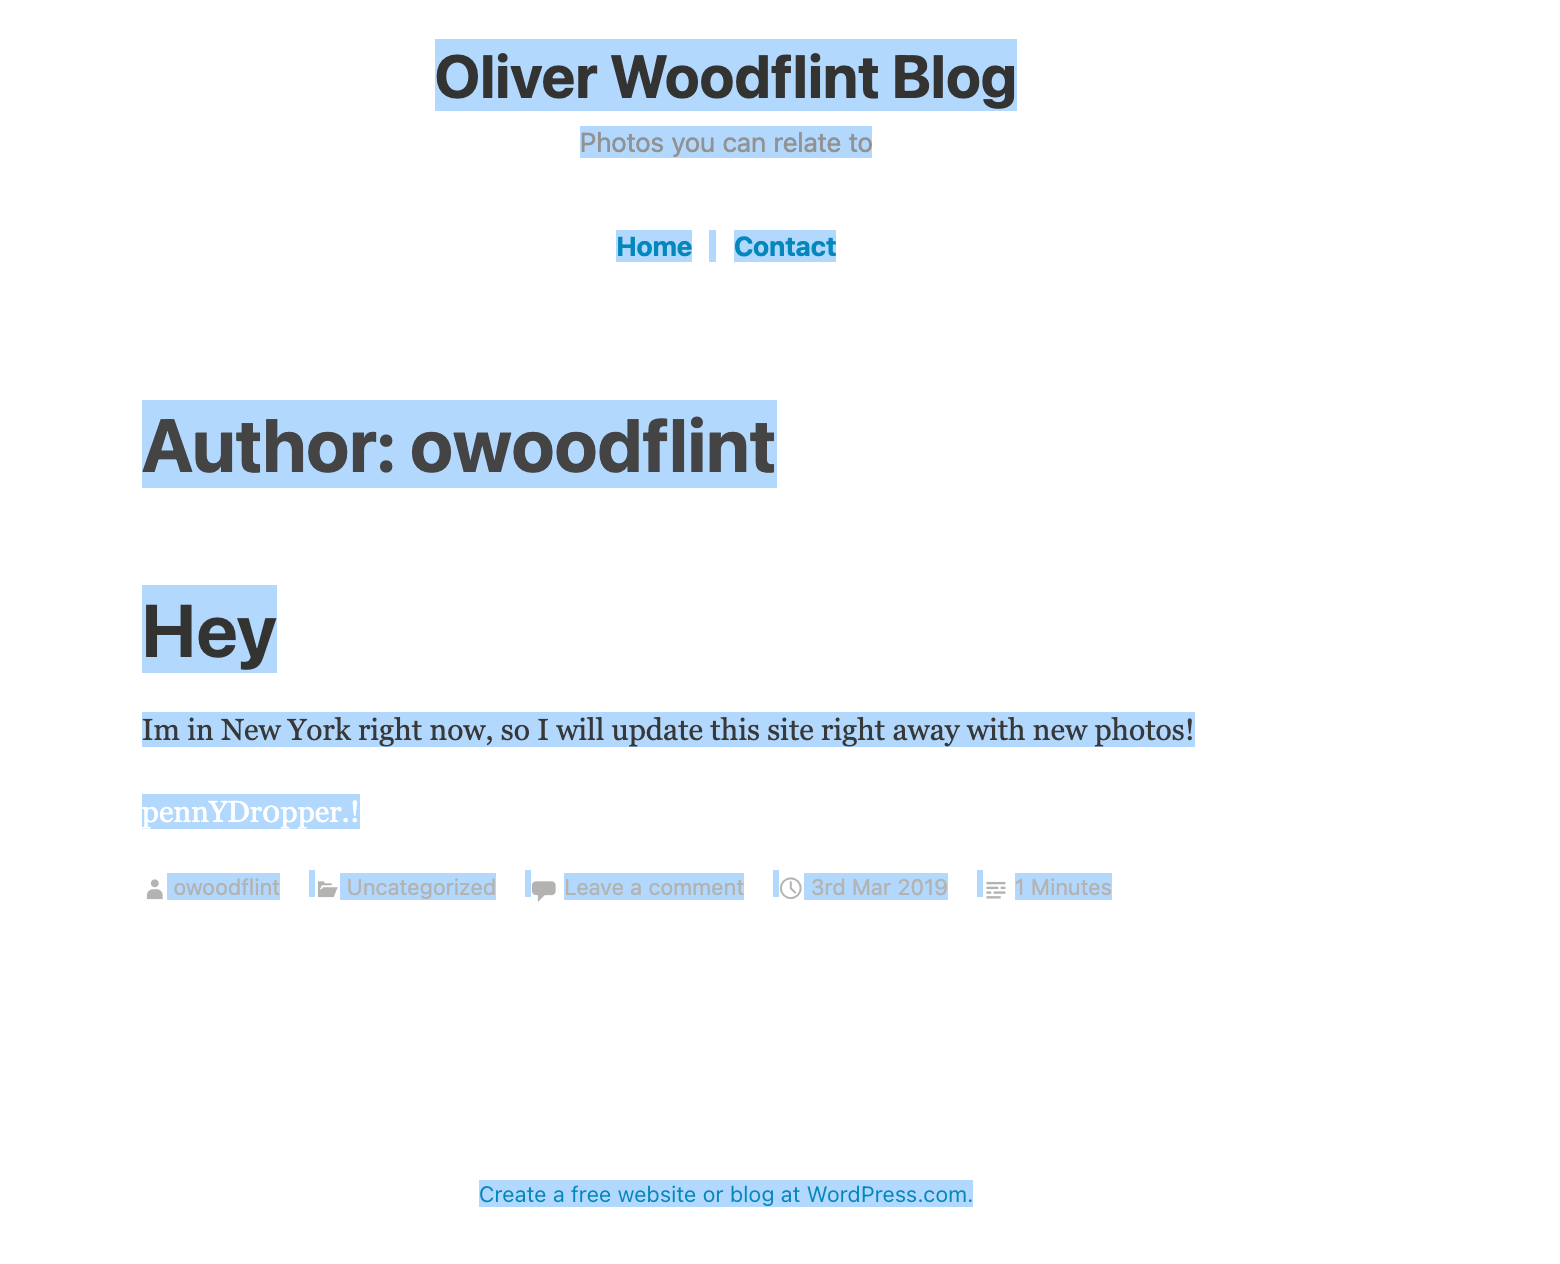 Oliver Woodflint Blog
Photos you can relate to
Home Contact
Author: owoodflint
Hey
Im in New York right now, so I will update this site right away with new photos!
pennYDr0pper.!
owoodflint Uncategorized Leave a comment 3rd Mar 2019 1 Minutes
Create a free website or blog at WordPress.com.